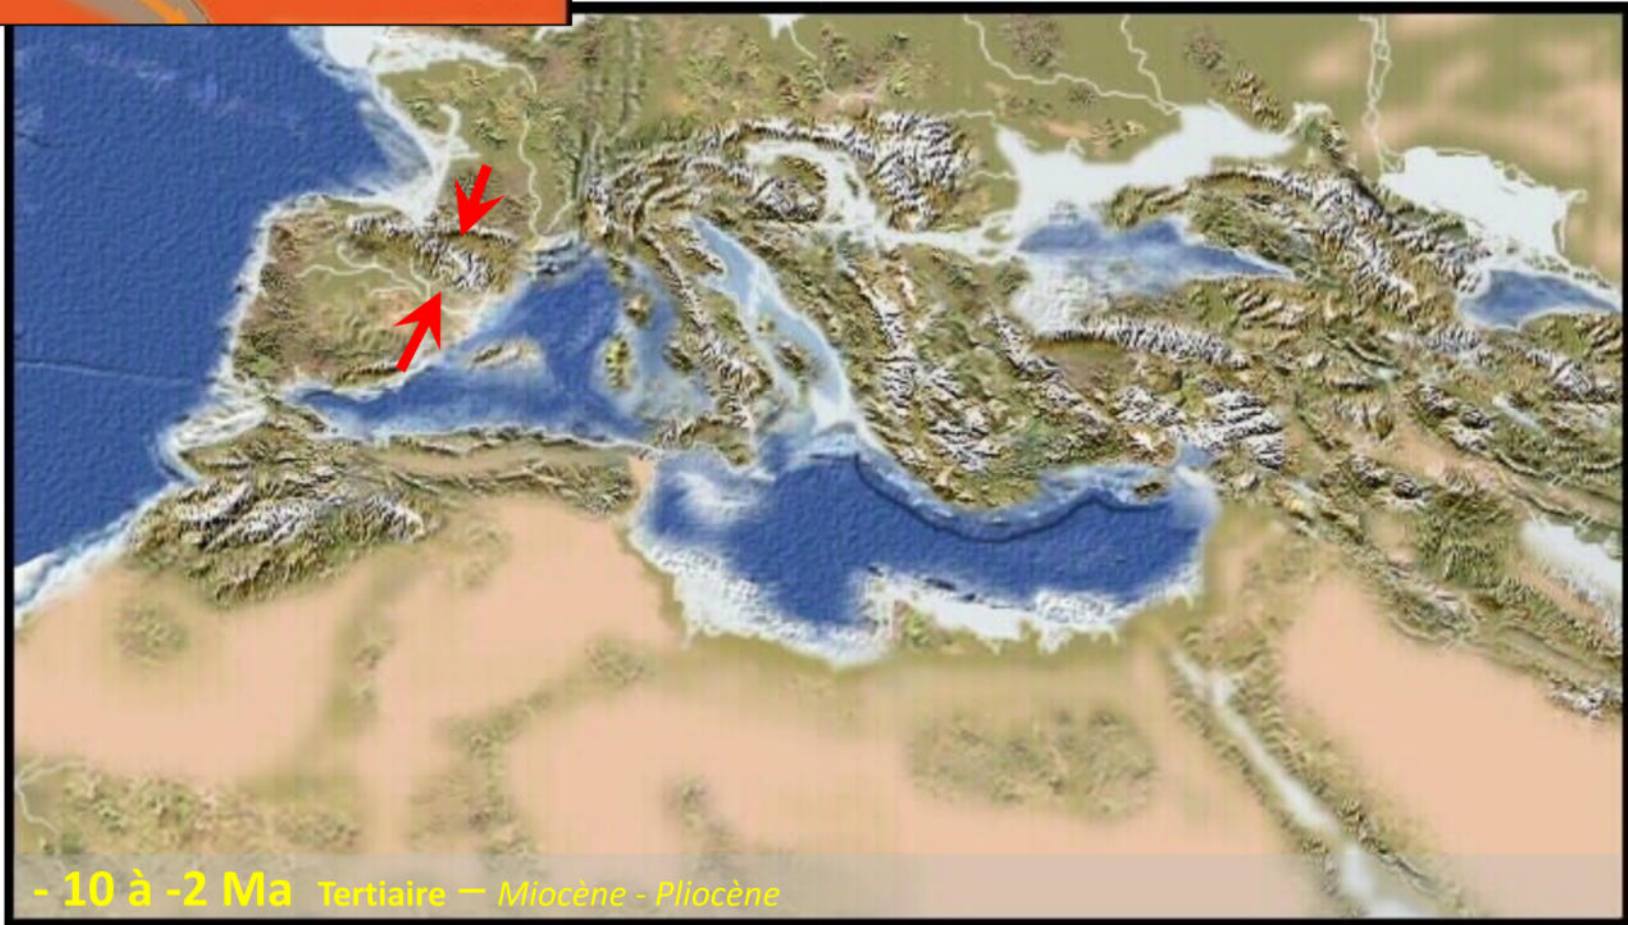 - 10 à -2 Ma Tertiaire – Miocène - Pliocène